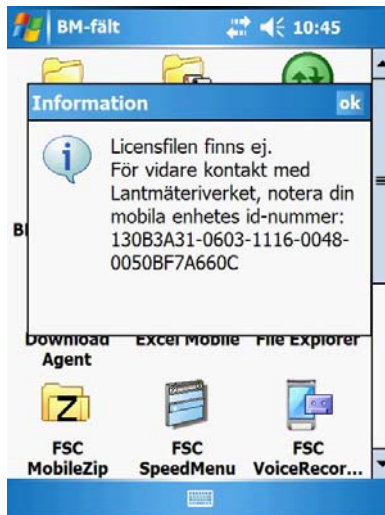 BM-fält 10:45
Information ok
Licensfilen finns ej.
För vidare kontakt med
Lantmäteriverket, notera din
mobila enhetes id-nummer:
130B3A31-0603-1116-0048-
0050BF7A660C
Download Excel Mobile File Explorer
Agent
FSC FSC FSC
MobileZip SpeedMenu VoiceRecor...